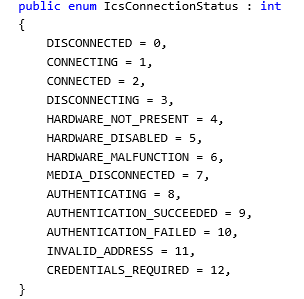 public enum IcsConnectionStatus : int
{
DISCONNECTED = 0,
CONNECTING = 1,
CONNECTED = 2,
DISCONNECTING = 3,
HARDWARE_NOT_PRESENT = 4,
HARDWARE_DISABLED = 5,
HARDWARE_MALFUNCTION = 6,
MEDIA_DISCONNECTED = 7,
AUTHENTICATING = 8,
AUTHENTICATION_SUCCEEDED = 9,
AUTHENTICATION_FAILED = 10,
INVALID_ADDRESS = 11,
CREDENTIALS_REQUIRED = 12,
}